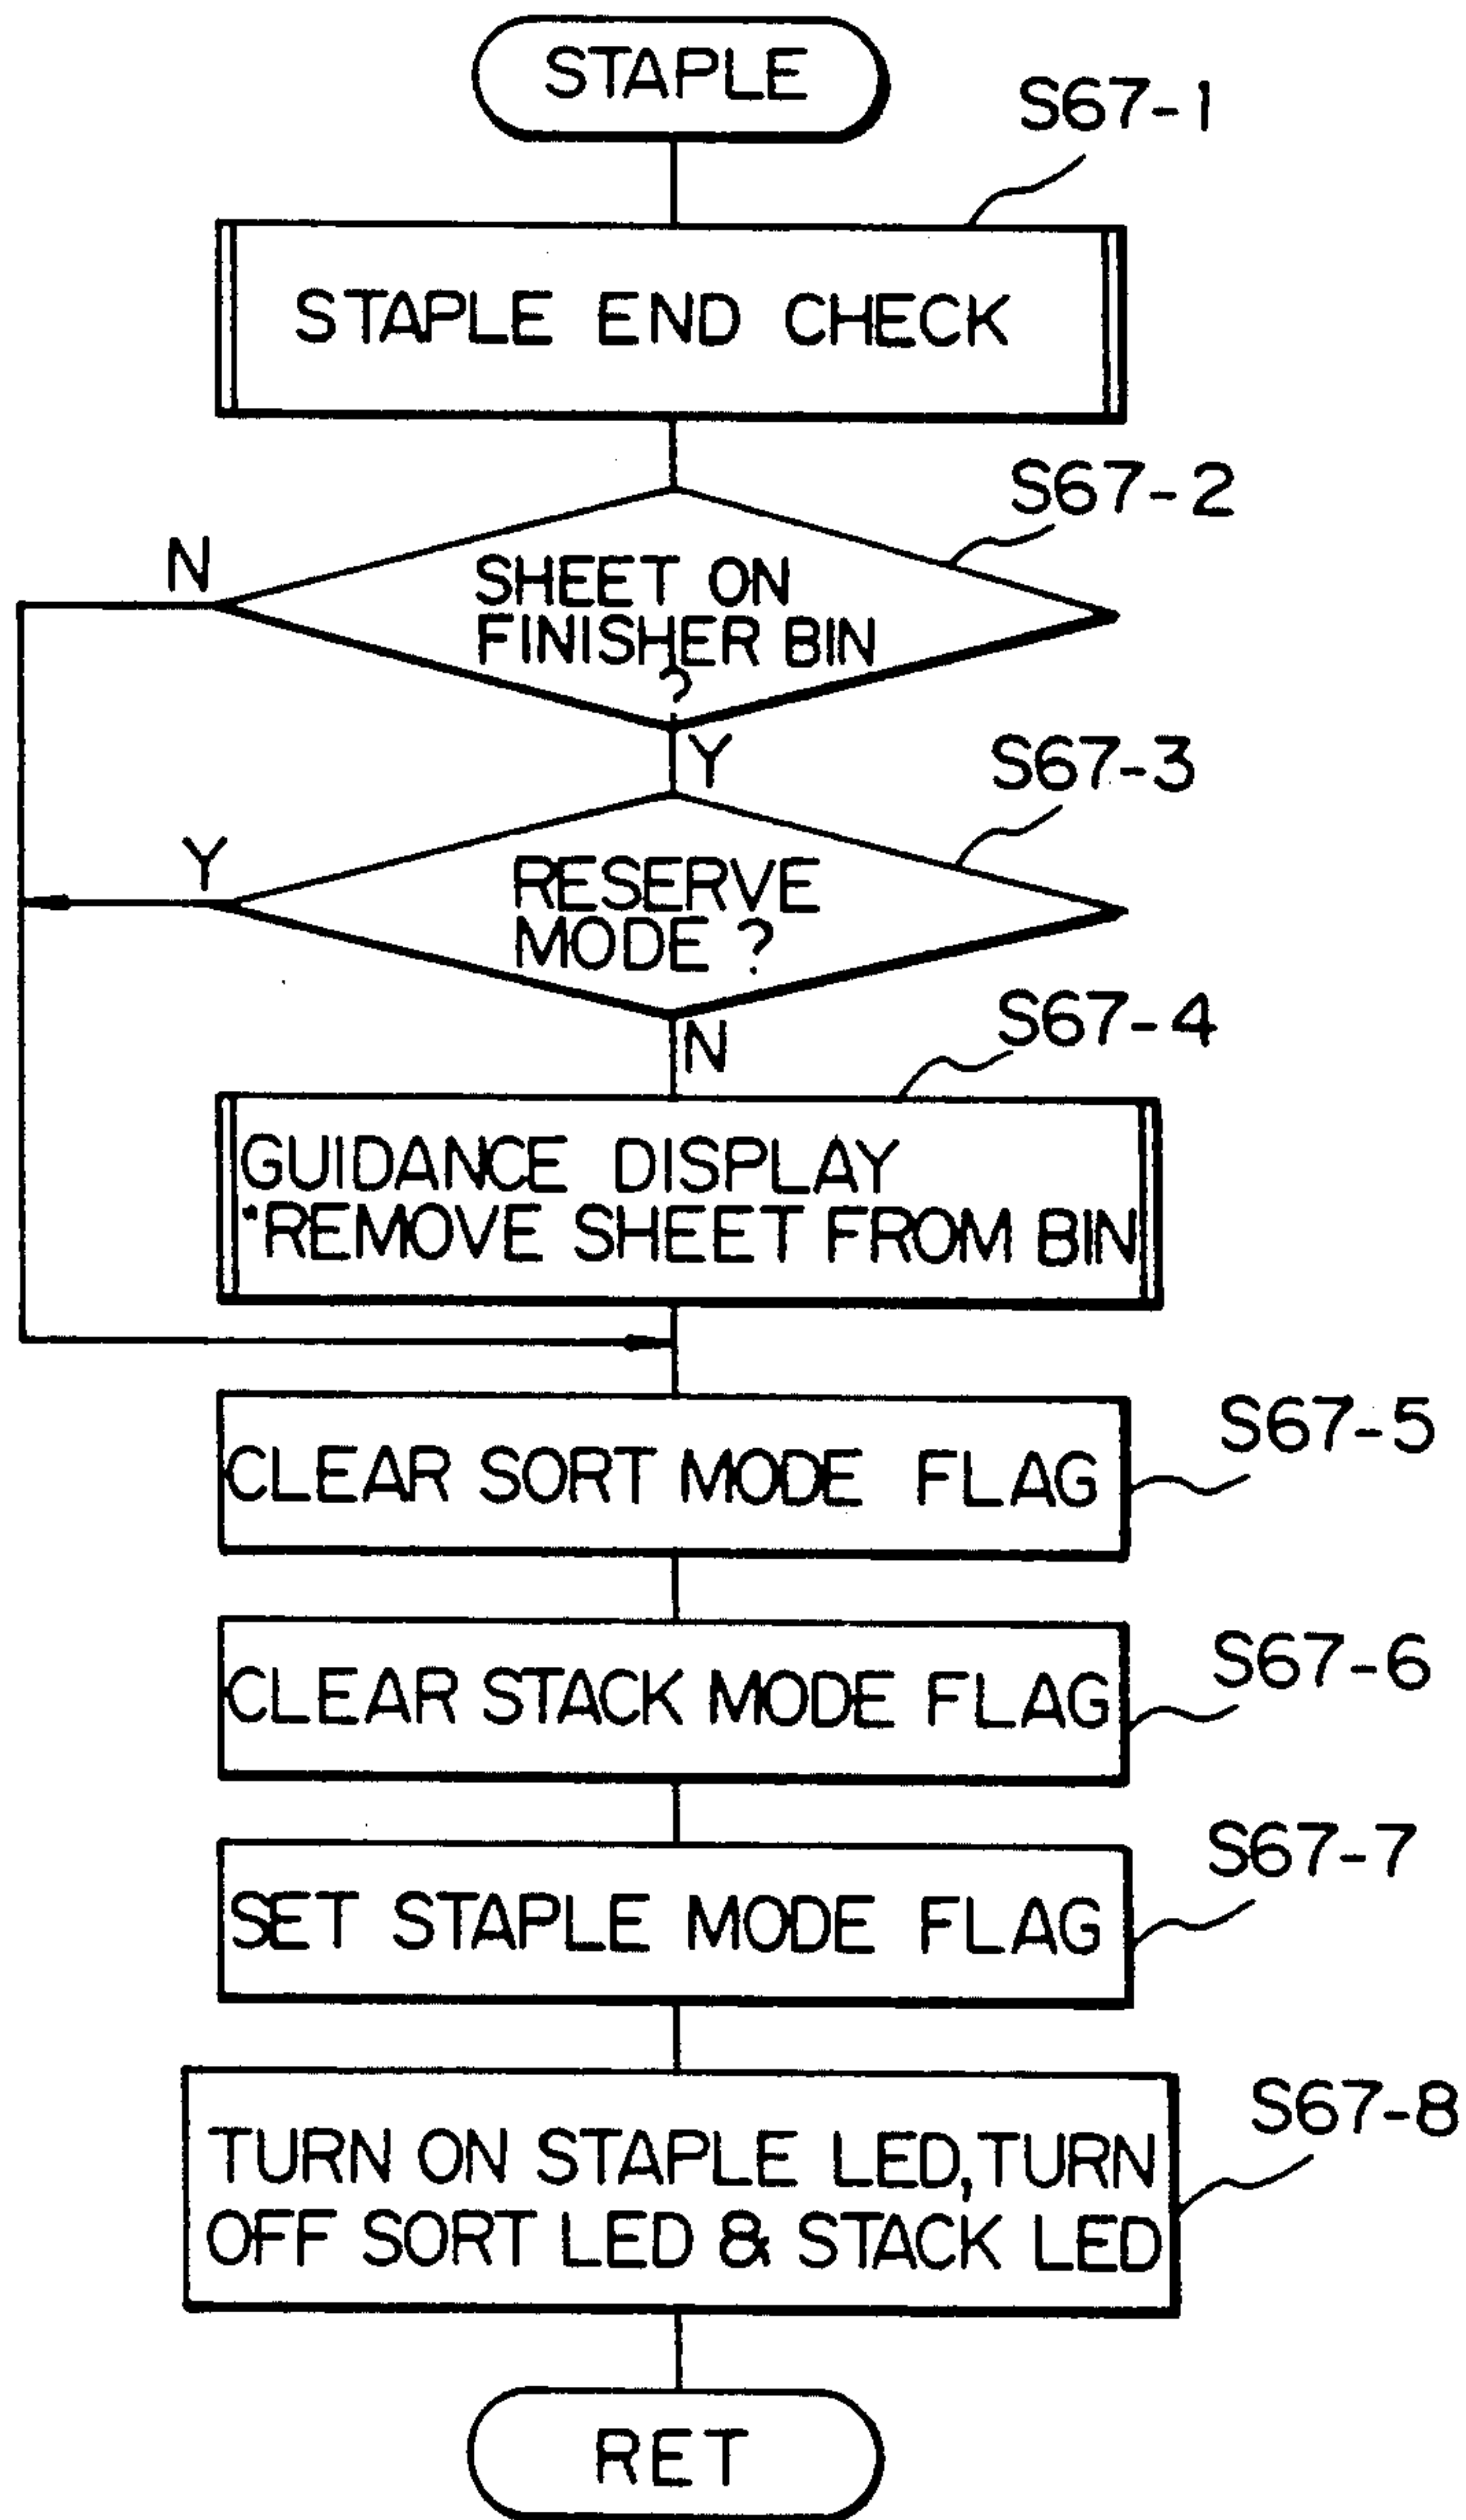 STAPLE
S67-1
STAPLE END CHECK
S67-2
N
SHEET ON
FINISHER BIN
?
Y
S67-3
Y
RESERVE
MODE ?
N
S67-4
GUIDANCE DISPLAY
"REMOVE SHEET FROM BIN
S67-5
CLEAR SORT MODE FLAG
S67-6
CLEAR STACK MODE FLAG
S67-7
SET STAPLE MODE FLAG
S67-8
TURN ON STAPLE LED,TURN
OFF SORT LED & STACK LED
RET